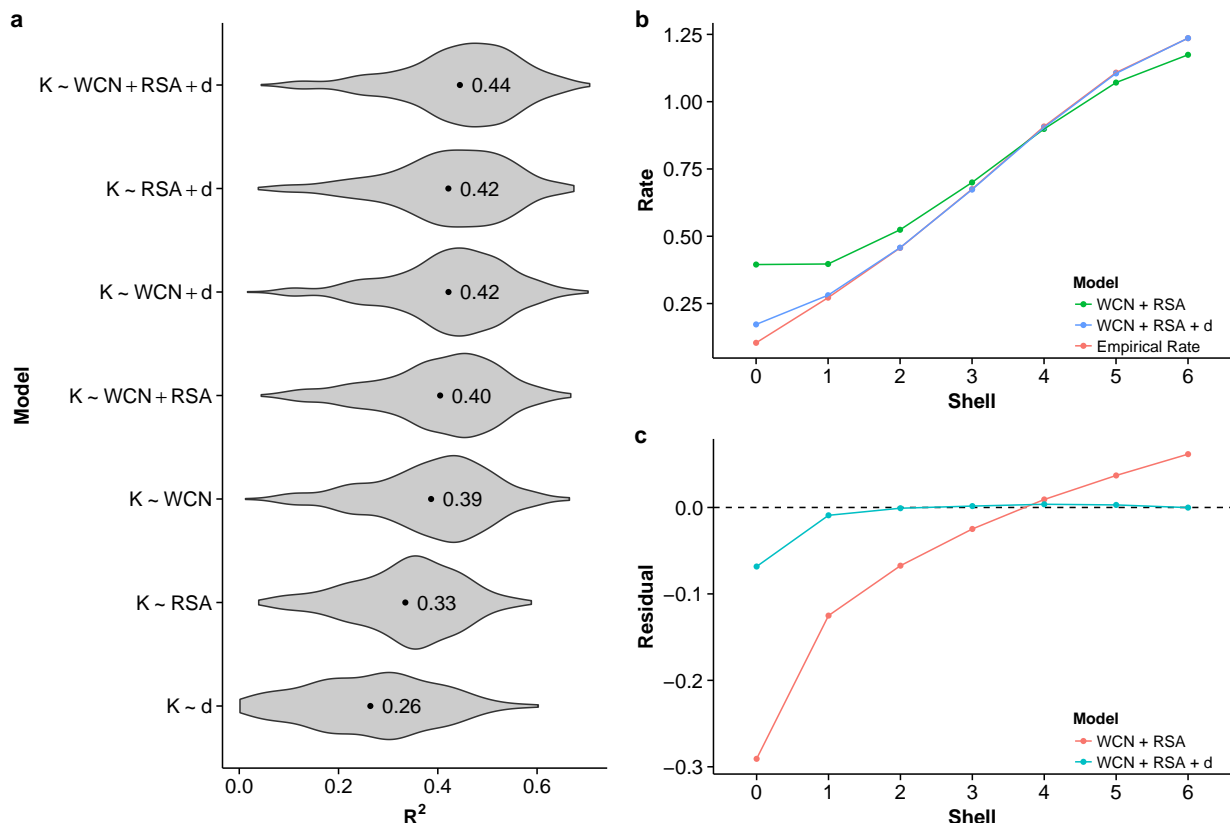 a
Model
K ~ WCN + RSA + d
0.44
K ~ RSA + d
0.42
K ~ WCN + d
0.42
K ~ WCN + RSA
0.40
K ~ WCN
0.39
K ~ RSA
0.33
K ~ d
0.26
0.0 0.2 0.4 0.6
R²
b
Rate
1.25
1.00
0.75
0.50
0.25
Model
WCN + RSA
WCN + RSA + d
Empirical Rate
0 1 2 3 4 5 6
Shell
c
Residual
0.0
−0.1
−0.2
−0.3
Model
WCN + RSA
WCN + RSA + d
0 1 2 3 4 5 6
Shell